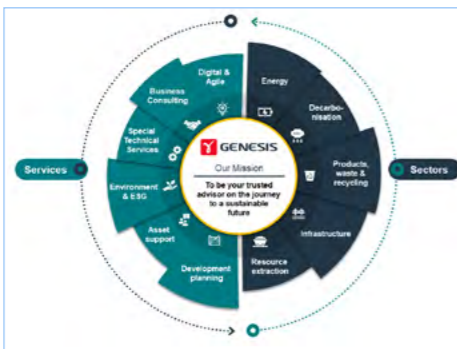 Digital &
Agile
Business
Consulting
Special
Technical
Services
Services
Environment
& ESG
Asset
support
Development
planning
GENESIS
Our Mission
To be your trusted
advisor on the journey
to a sustainable
future
Energy
Decarbo-
nisation
Products,
waste &
recycling
Sectors
Infrastructure
Resource
extraction